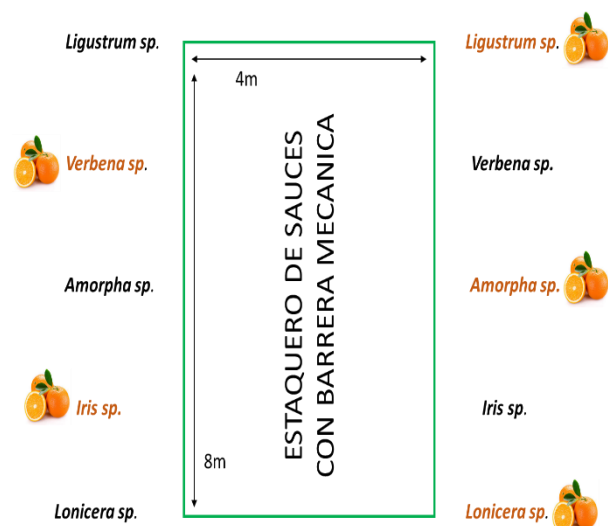 Ligustrum sp.
Ligustrum sp.
4m
Verbena sp.
Verbena sp.
Amorpha sp.
Amorpha sp.
ESTAQUERO DE SAUCES
CON BARRERA MECANICA
Iris sp.
Iris sp.
8m
Lonicera sp.
Lonicera sp.